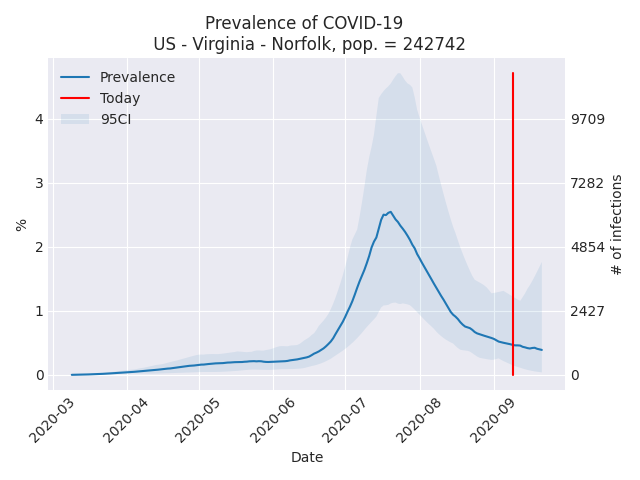 Prevalence of COVID-19
US - Virginia - Norfolk, pop. = 242742
Prevalence
Today
95CI
4
3
2
1
0
%
9709
7282
4854
2427
0
# of infections
2020-03
2020-04
2020-05
2020-06
2020-07
2020-08
2020-09
Date